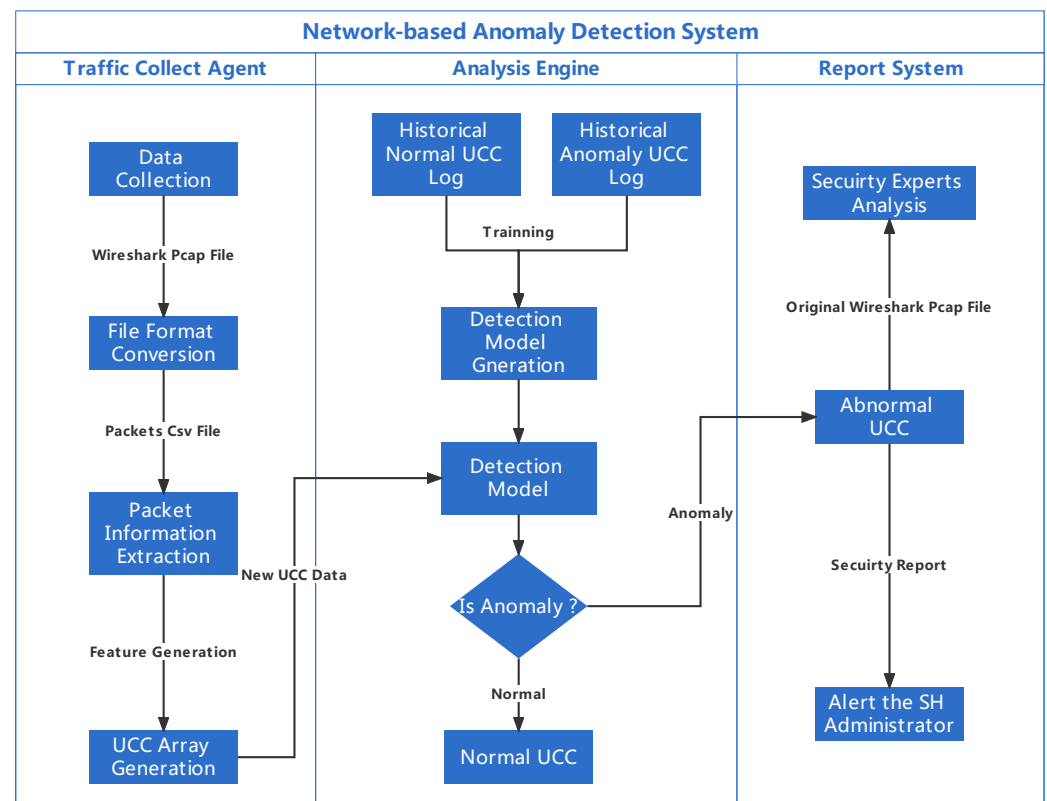 Network-based Anomaly Detection System
Traffic Collect Agent
Analysis Engine
Report System
Data
Collection
Wireshark Pcap File
File Format
Conversion
Packets Csv File
Packet
Information
Extraction
Feature Generation
UCC Array
Generation
New UCC Data
Historical
Normal UCC
Log
Historical
Anomaly UCC
Log
Trainning
Detection
Model
Gneration
Detection
Model
Is Anomaly ?
Normal
Normal UCC
Anomaly
Secuirty Experts
Analysis
Original Wireshark Pcap File
Abnormal
UCC
Secuirty Report
Alert the SH
Administrator